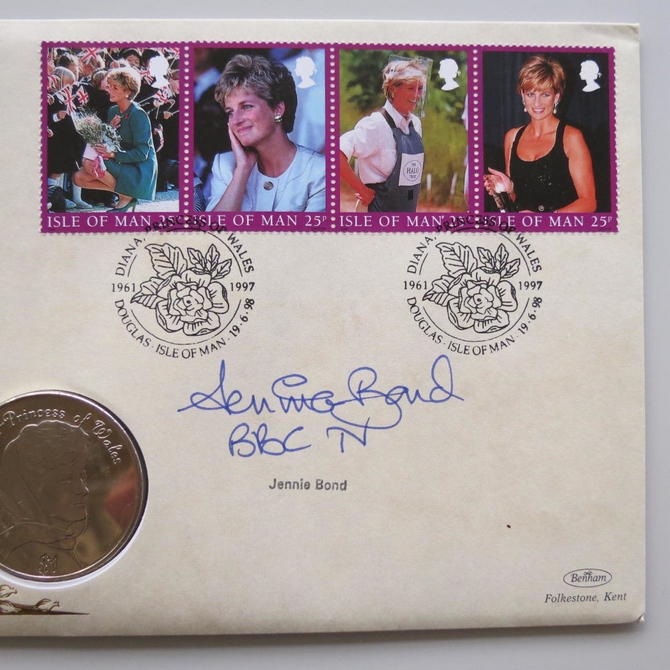 THE HALO TRUST
ISLE OF MAN 25P
ISLE OF MAN 25P
ISLE OF MAN 25P
ISLE OF MAN 25P
DIANA, PRINCESS OF WALES
1961 1997
DOUGLAS · ISLE OF MAN · 19·6·98
DIANA, PRINCESS OF WALES
1961 1997
DOUGLAS · ISLE OF MAN · 19·6·98
Princess of Wales
$1
Jennie Bond
BBC TV
Jennie Bond
Benham
Folkestone, Kent